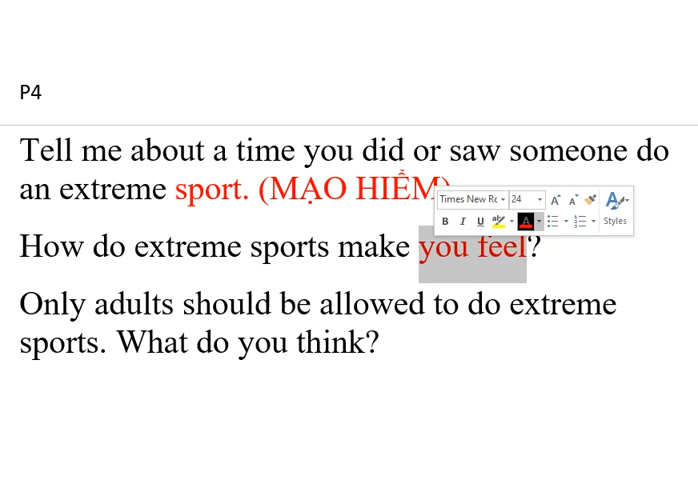 P4
Tell me about a time you did or saw someone do
an extreme sport. (MẠO HIỂM)
Times New Rc 24
B I U aby A Styles
How do extreme sports make you feel?
Only adults should be allowed to do extreme
sports. What do you think?